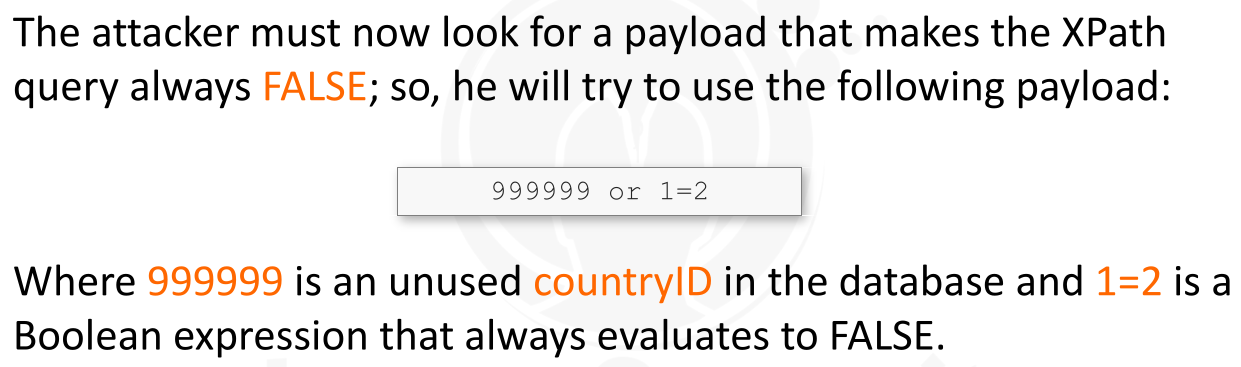 The attacker must now look for a payload that makes the XPath
query always FALSE; so, he will try to use the following payload:
999999 or 1=2
Where 999999 is an unused countryID in the database and 1=2 is a
Boolean expression that always evaluates to FALSE.